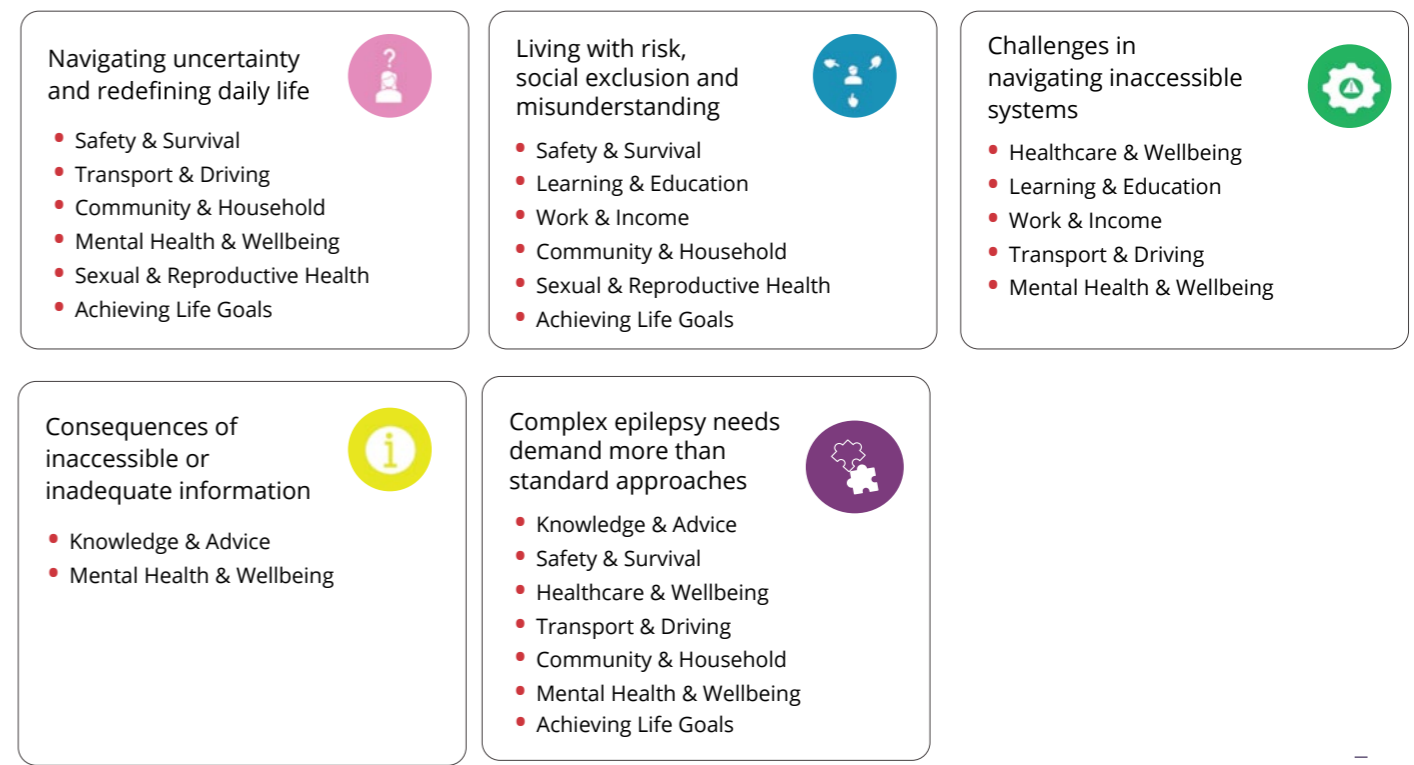 Navigating uncertainty
and redefining daily life
• Safety & Survival
• Transport & Driving
• Community & Household
• Mental Health & Wellbeing
• Sexual & Reproductive Health
• Achieving Life Goals
Living with risk,
social exclusion and
misunderstanding
• Safety & Survival
• Learning & Education
• Work & Income
• Community & Household
• Sexual & Reproductive Health
• Achieving Life Goals
Challenges in
navigating inaccessible
systems
• Healthcare & Wellbeing
• Learning & Education
• Work & Income
• Transport & Driving
• Mental Health & Wellbeing
Consequences of
inaccessible or
inadequate information
• Knowledge & Advice
• Mental Health & Wellbeing
Complex epilepsy needs
demand more than
standard approaches
• Knowledge & Advice
• Safety & Survival
• Healthcare & Wellbeing
• Transport & Driving
• Community & Household
• Mental Health & Wellbeing
• Achieving Life Goals